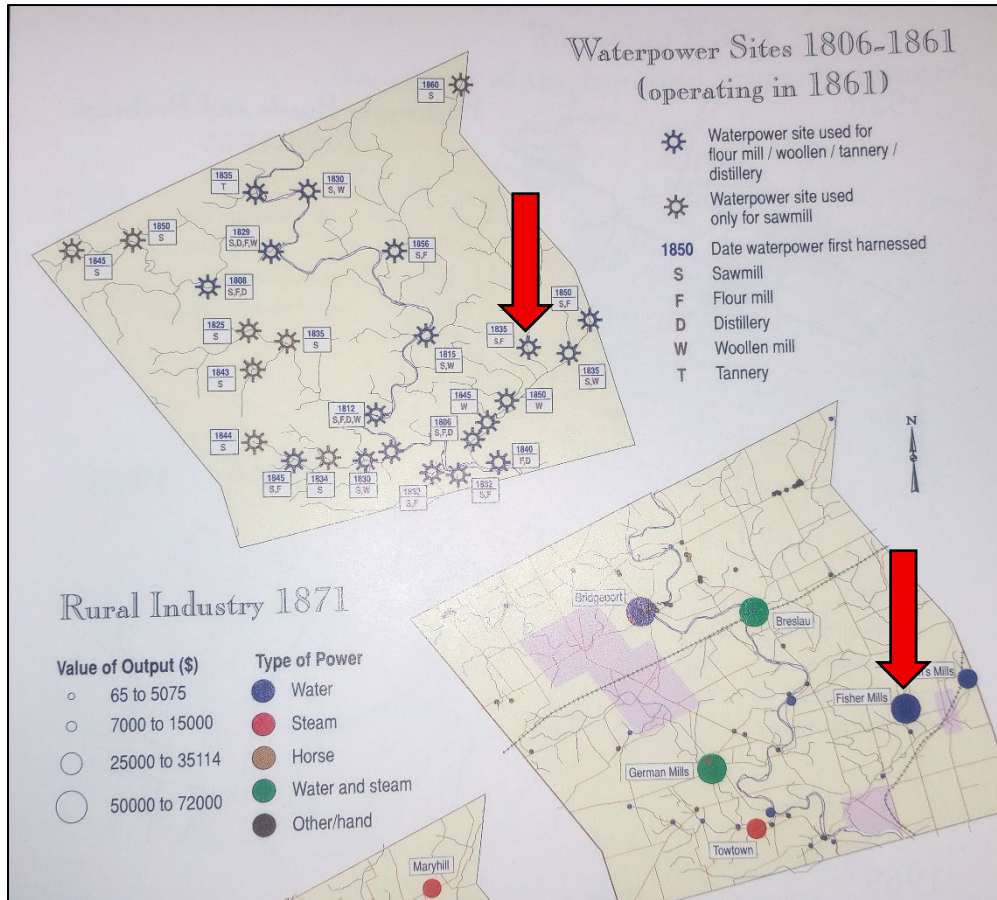 Waterpower Sites 1806-1861
(operating in 1861)
Waterpower site used for
flour mill / woollen / tannery /
distillery
Waterpower site used
only for sawmill
1850 Date waterpower first harnessed
S Sawmill
F Flour mill
D Distillery
W Woollen mill
T Tannery
1860
S
1835
T
1830
S, W
1850
S
1829
S,D,F,W
1856
S,F
1845
S
1808
S,F,D
1850
S,F
1825
S
1835
S
1835
S,F
1815
S,W
1835
S,W
1843
S
1845
W
1850
W
1812
S,F,D,W
1806
S,F,D
1844
S
1840
F,D
1845
S,F
1834
S
1830
S,W
S,F
1832
S,F
N
Rural Industry 1871
Value of Output ($)
65 to 5075
7000 to 15000
25000 to 35114
50000 to 72000
Type of Power
Water
Steam
Horse
Water and steam
Other/hand
Bridgeport
Breslau
's Mills
Fisher Mills
German Mills
Towtown
Maryhill